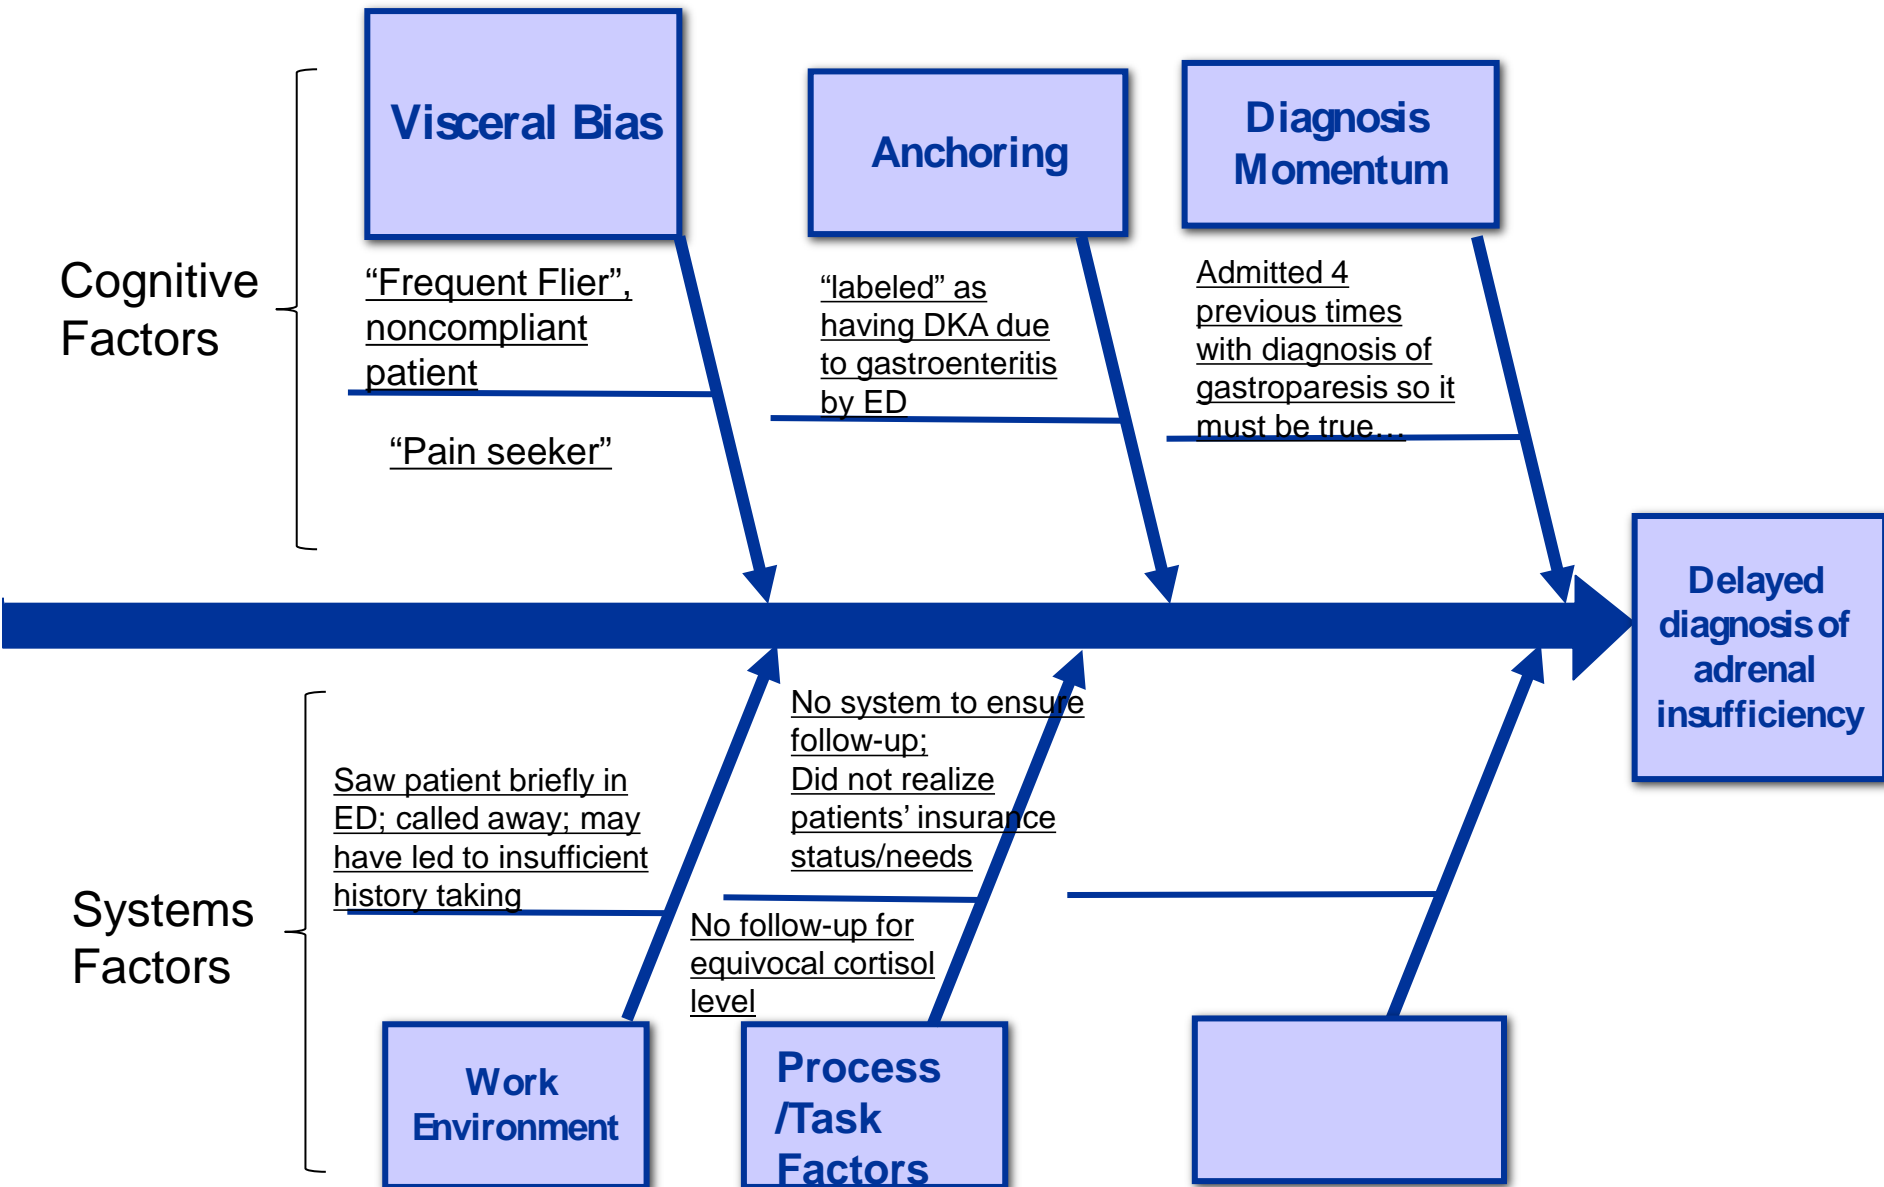 Visceral Bias
Anchoring
Diagnosis
Momentum
Cognitive
Factors
“Frequent Flier”,
noncompliant
patient
“Pain seeker”
“labeled” as
having DKA due
to gastroenteritis
by ED
Admitted 4
previous times
with diagnosis of
gastroparesis so it
must be true…
Delayed
diagnosis of
adrenal
insufficiency
Systems
Factors
Saw patient briefly in
ED; called away; may
have led to insufficient
history taking
No system to ensure
follow-up;
Did not realize
patients’ insurance
status/needs
No follow-up for
equivocal cortisol
level
Work
Environment
Process
/Task
Factors